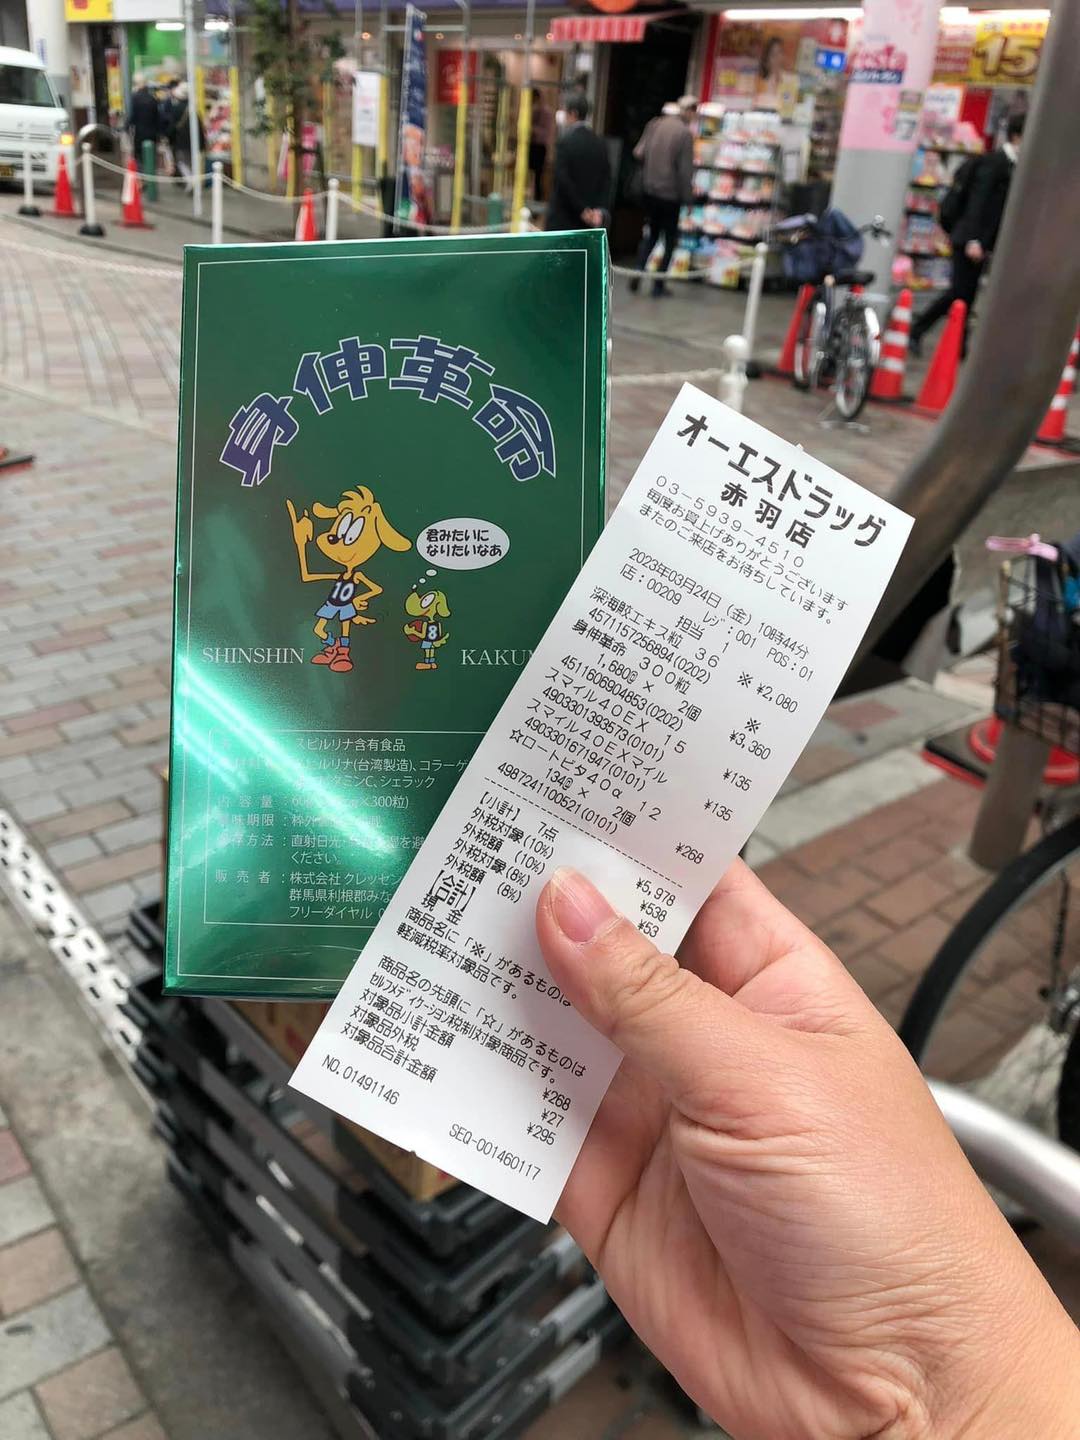 身伸革命
君みたいに
なりたいなあ
10
8
SHINSHIN
スピルリナ含有食品
スピルリナ(台湾製造)、コラーゲ
ミンC、シェラック
内容量
×300粒)
味期限
存方法 : 直射日光
ください。
販売者 : 株式会社 クレッセン
群馬県利根郡みな
フリーダイヤル
オーエスドラッグ
赤羽店
03-5939-4510
毎度お買上げありがとうございます
またのご来店をお待ちしています。
2023年03月24日(金)10時44分
店:00209 レジ:001 POS:01
担当 1
深海鮫エキス粒 36
4571157256894(0202) ※ ¥2,080
身伸革命 300粒
1,680@ × 2個 ※
4511606904853(0202) ¥3,360
スマイル40EX 15
4903301393573(0101) ¥135
スマイル40EXマイル
4903301671947(0101) ¥135
☆ロートビタ40α 12
134@ × 2個
4987241100521(0101) ¥268
【小計】 7点 ¥5,978
外税対象(10%) ¥538
外税額 (10%) ¥53
外税対象(8%)
外税額 (8%)
【合計】
現金
商品名に「※」があるものは
軽減税率対象品です。
商品名の先頭に「☆」があるものは
セルフメディケーション税制対象商品です。
対象品小計金額 ¥268
対象品外税 ¥27
対象品合計金額 ¥295
NO.01491146
SEQ-001460117
15